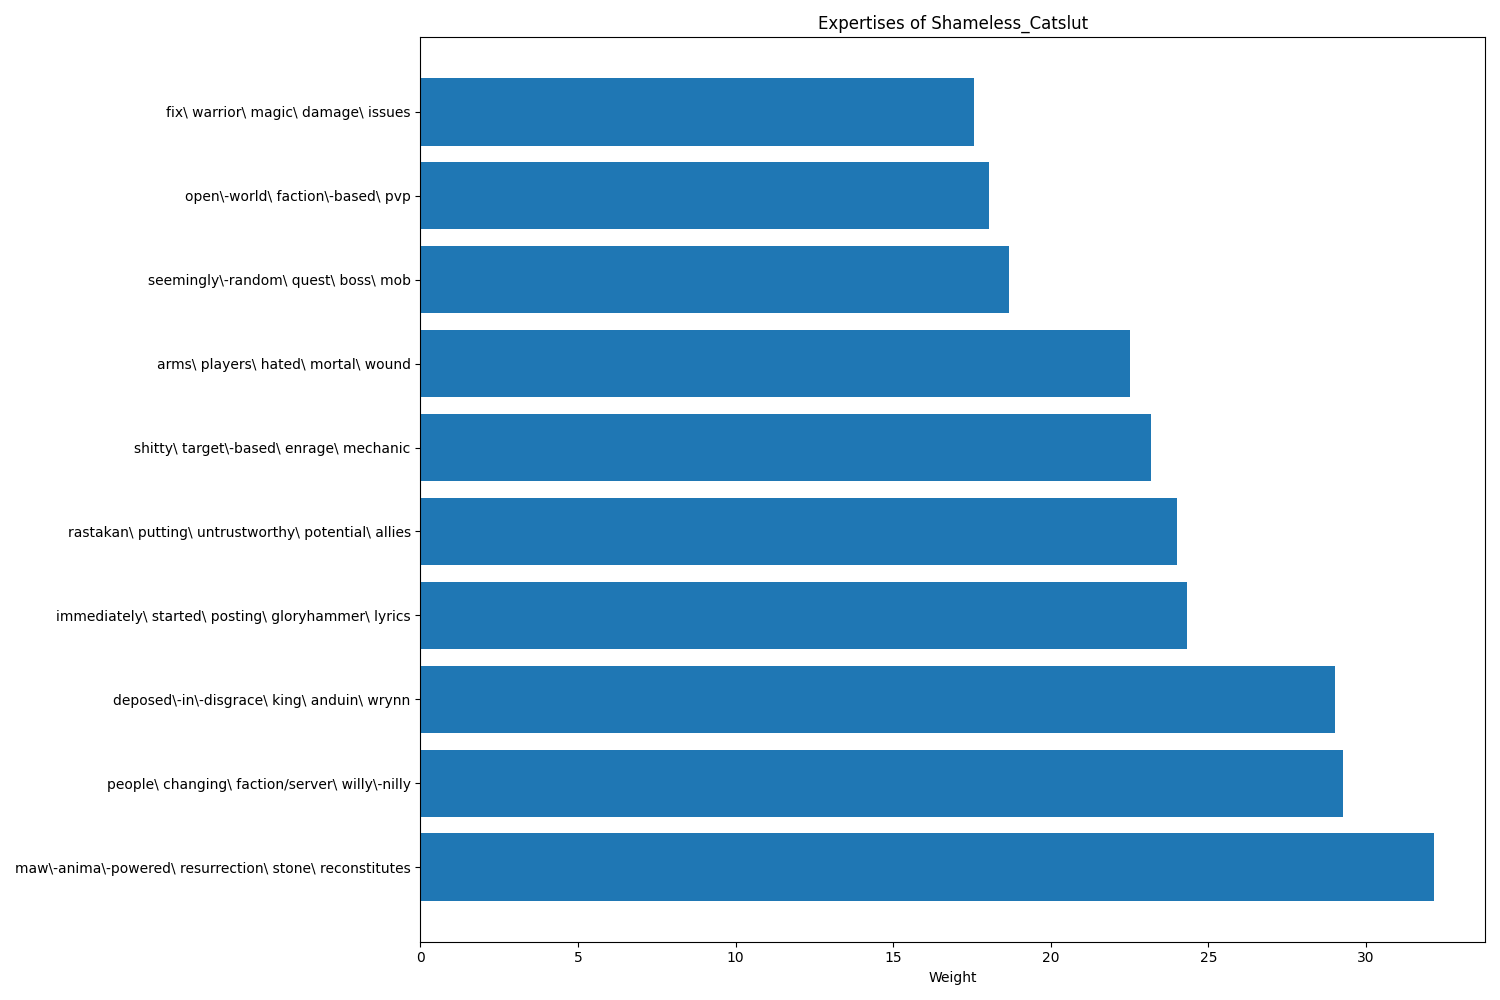 Expertises of Shameless_Catslut
fix\ warrior\ magic\ damage\ issues
open\-world\ faction\-based\ pvp
seemingly\-random\ quest\ boss\ mob
arms\ players\ hated\ mortal\ wound
shitty\ target\-based\ enrage\ mechanic
rastakan\ putting\ untrustworthy\ potential\ allies
immediately\ started\ posting\ gloryhammer\ lyrics
deposed\-in\-disgrace\ king\ anduin\ wrynn
people\ changing\ faction/server\ willy\-nilly
maw\-anima\-powered\ resurrection\ stone\ reconstitutes
0 5 10 15 20 25 30
Weight